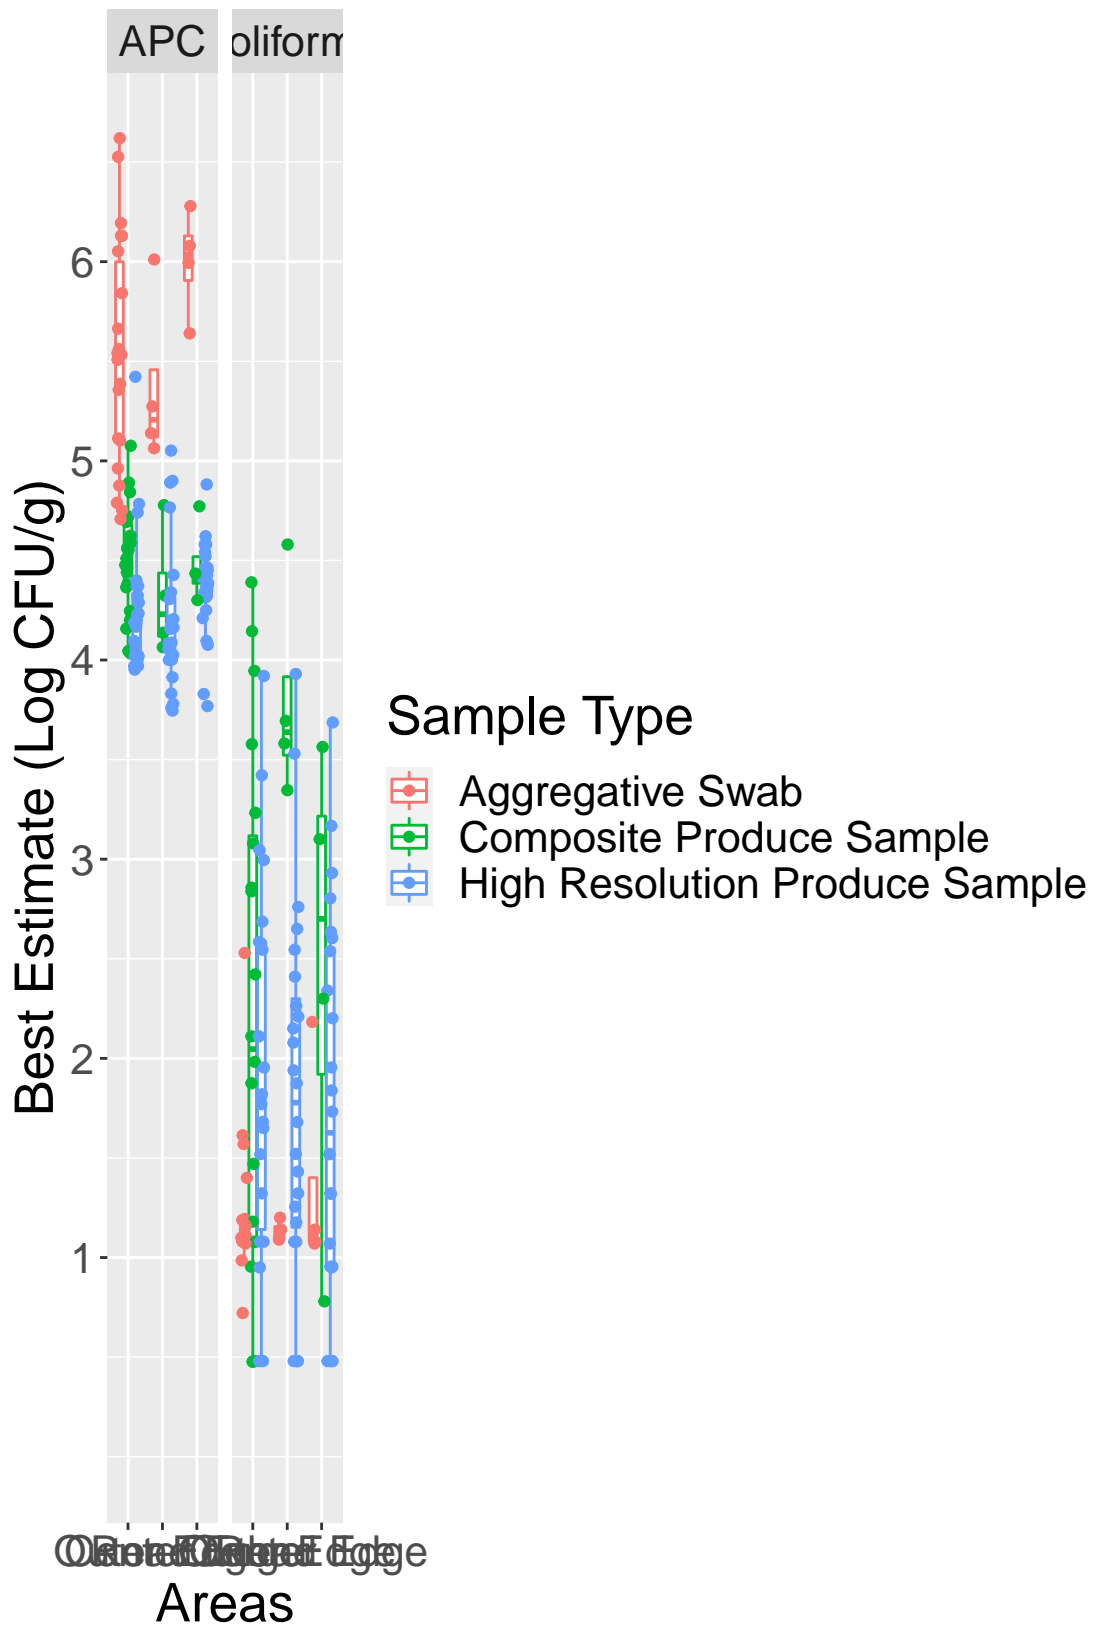 APC
oliform
6
5
4
3
2
1
Best Estimate (Log CFU/g)
Areas
Sample Type
Aggregative Swab
Composite Produce Sample
High Resolution Produce Sample